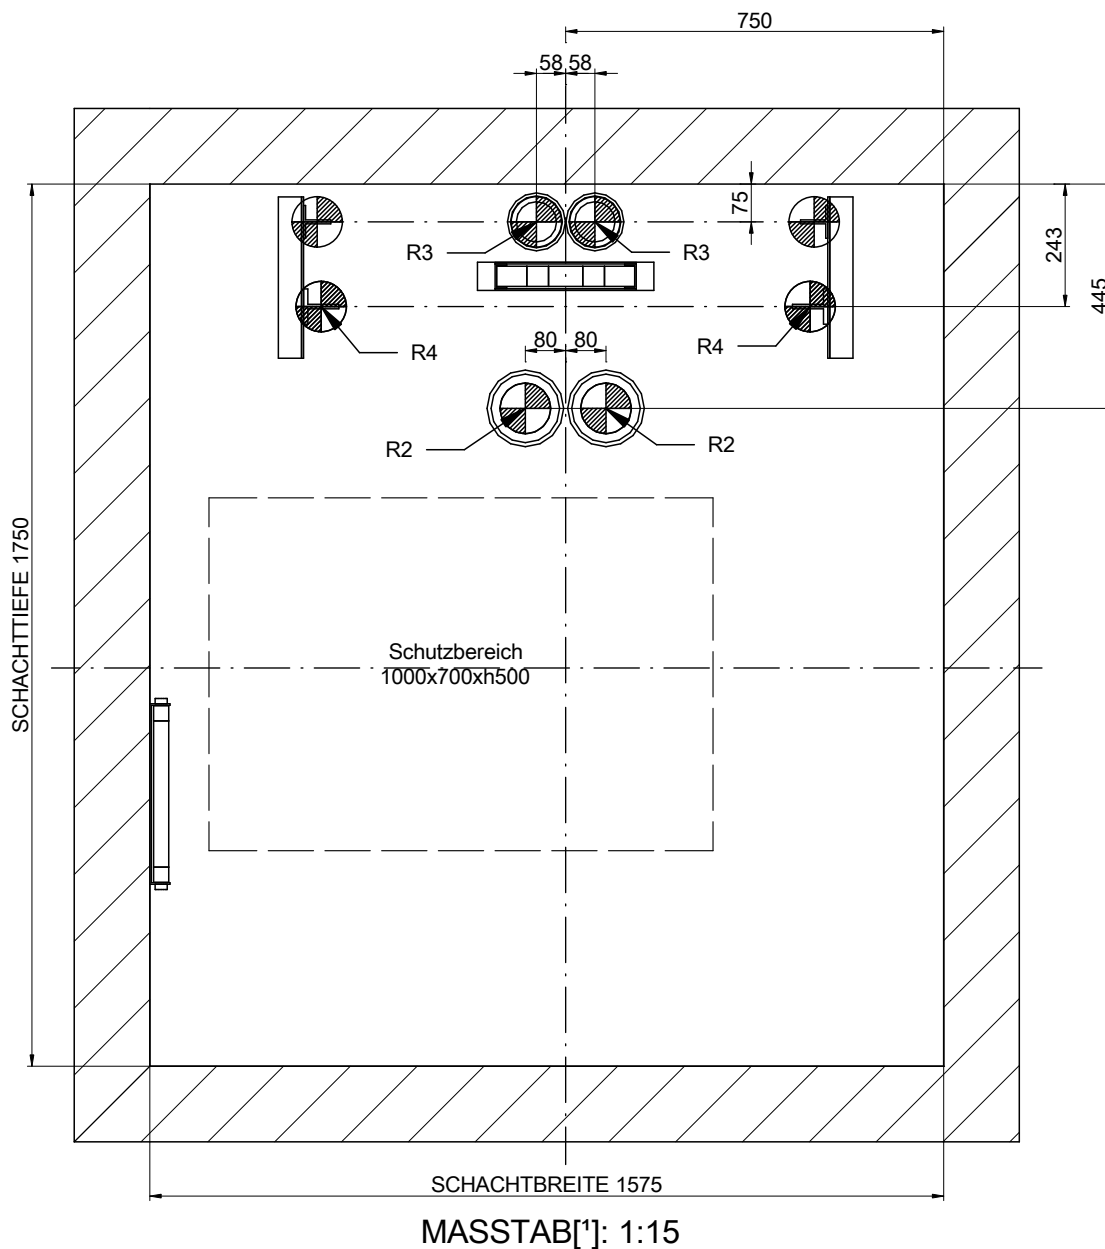 750
58 58
75
243
445
R3 R3
R4 R4
80 80
R2 R2
SCHACHTTIEFE 1750
Schutzbereich
1000x700xh500
SCHACHTBREITE 1575
MASSTAB[¹]: 1:15